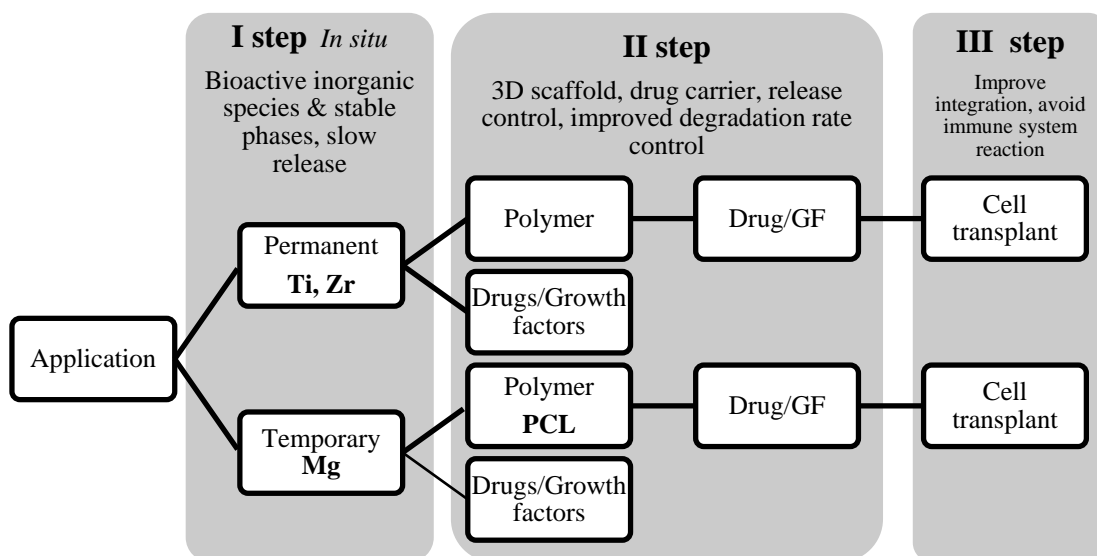 I step In situ
Bioactive inorganic
species & stable
phases, slow
release
II step
3D scaffold, drug carrier, release
control, improved degradation rate
control
III step
Improve
integration, avoid
immune system
reaction
Application
Permanent
Ti, Zr
Polymer
Drug/GF
Cell
transplant
Drugs/Growth
factors
Temporary
Mg
Polymer
PCL
Drug/GF
Cell
transplant
Drugs/Growth
factors